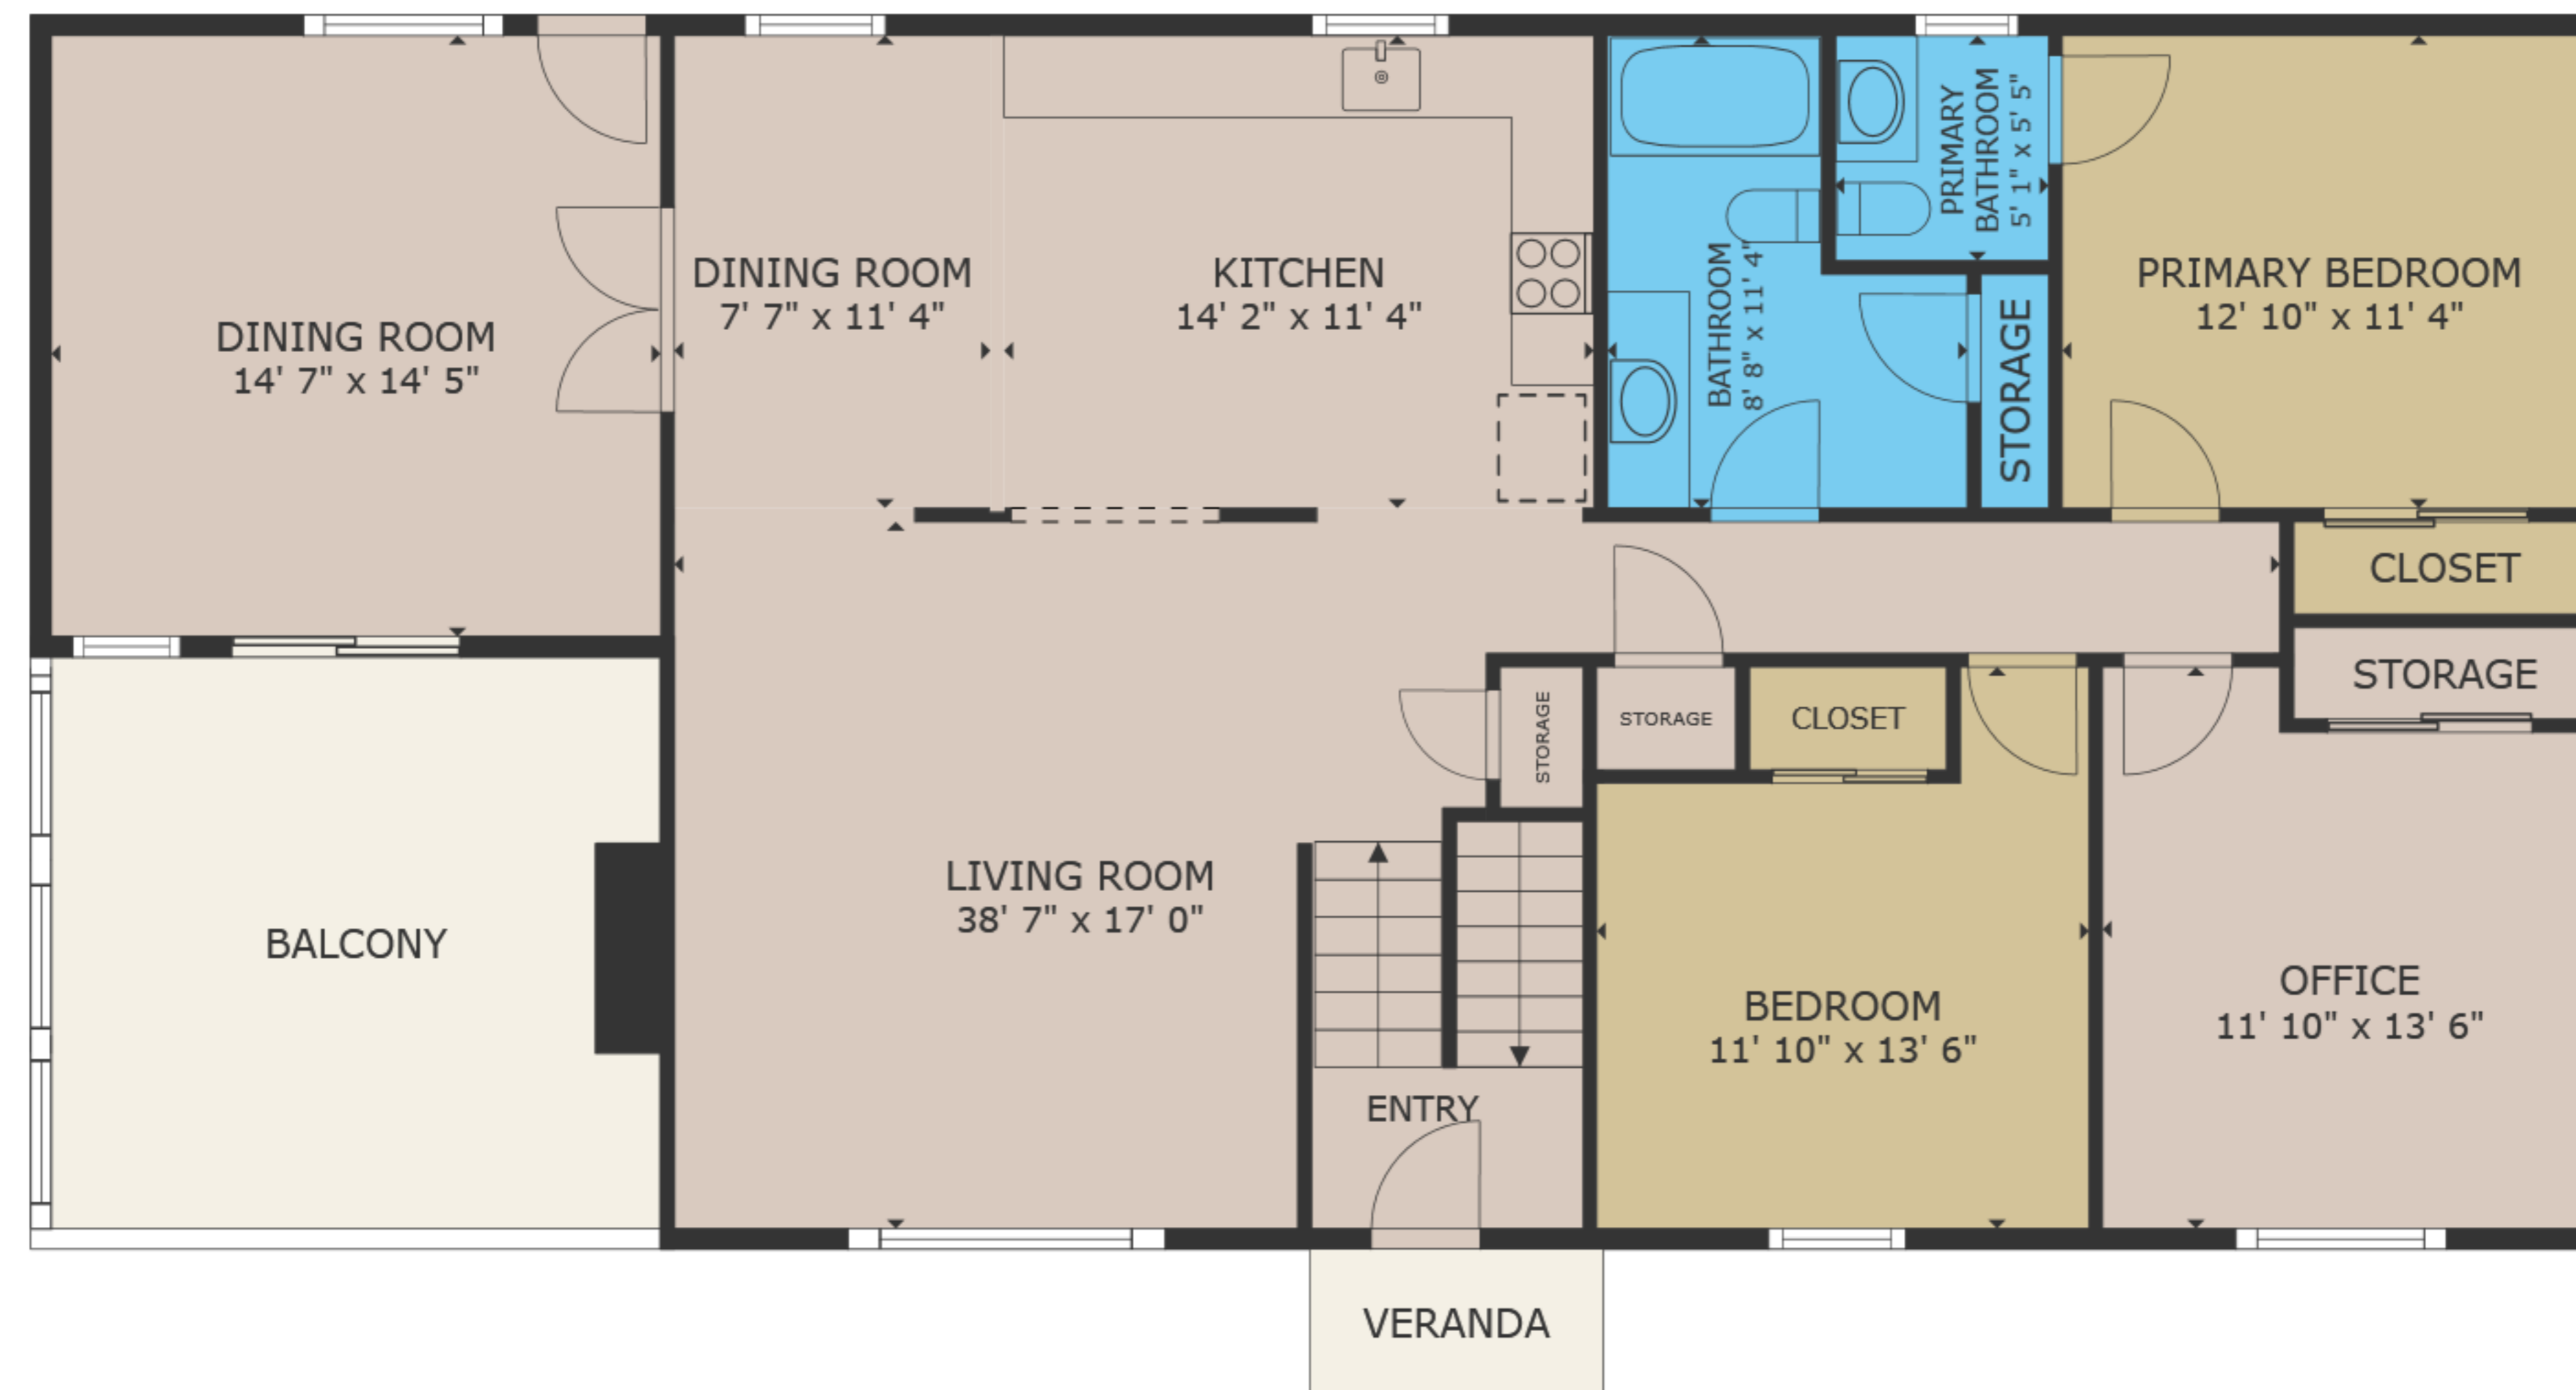 DINING ROOM
14' 7" x 14' 5"
DINING ROOM
7' 7" x 11' 4"
KITCHEN
14' 2" x 11' 4"
BATHROOM
8' 8" x 11' 4"
PRIMARY
BATHROOM
5' 1" x 5' 5"
STORAGE
PRIMARY BEDROOM
12' 10" x 11' 4"
CLOSET
STORAGE
STORAGE
STORAGE
CLOSET
BALCONY
LIVING ROOM
38' 7" x 17' 0"
ENTRY
BEDROOM
11' 10" x 13' 6"
OFFICE
11' 10" x 13' 6"
VERANDA